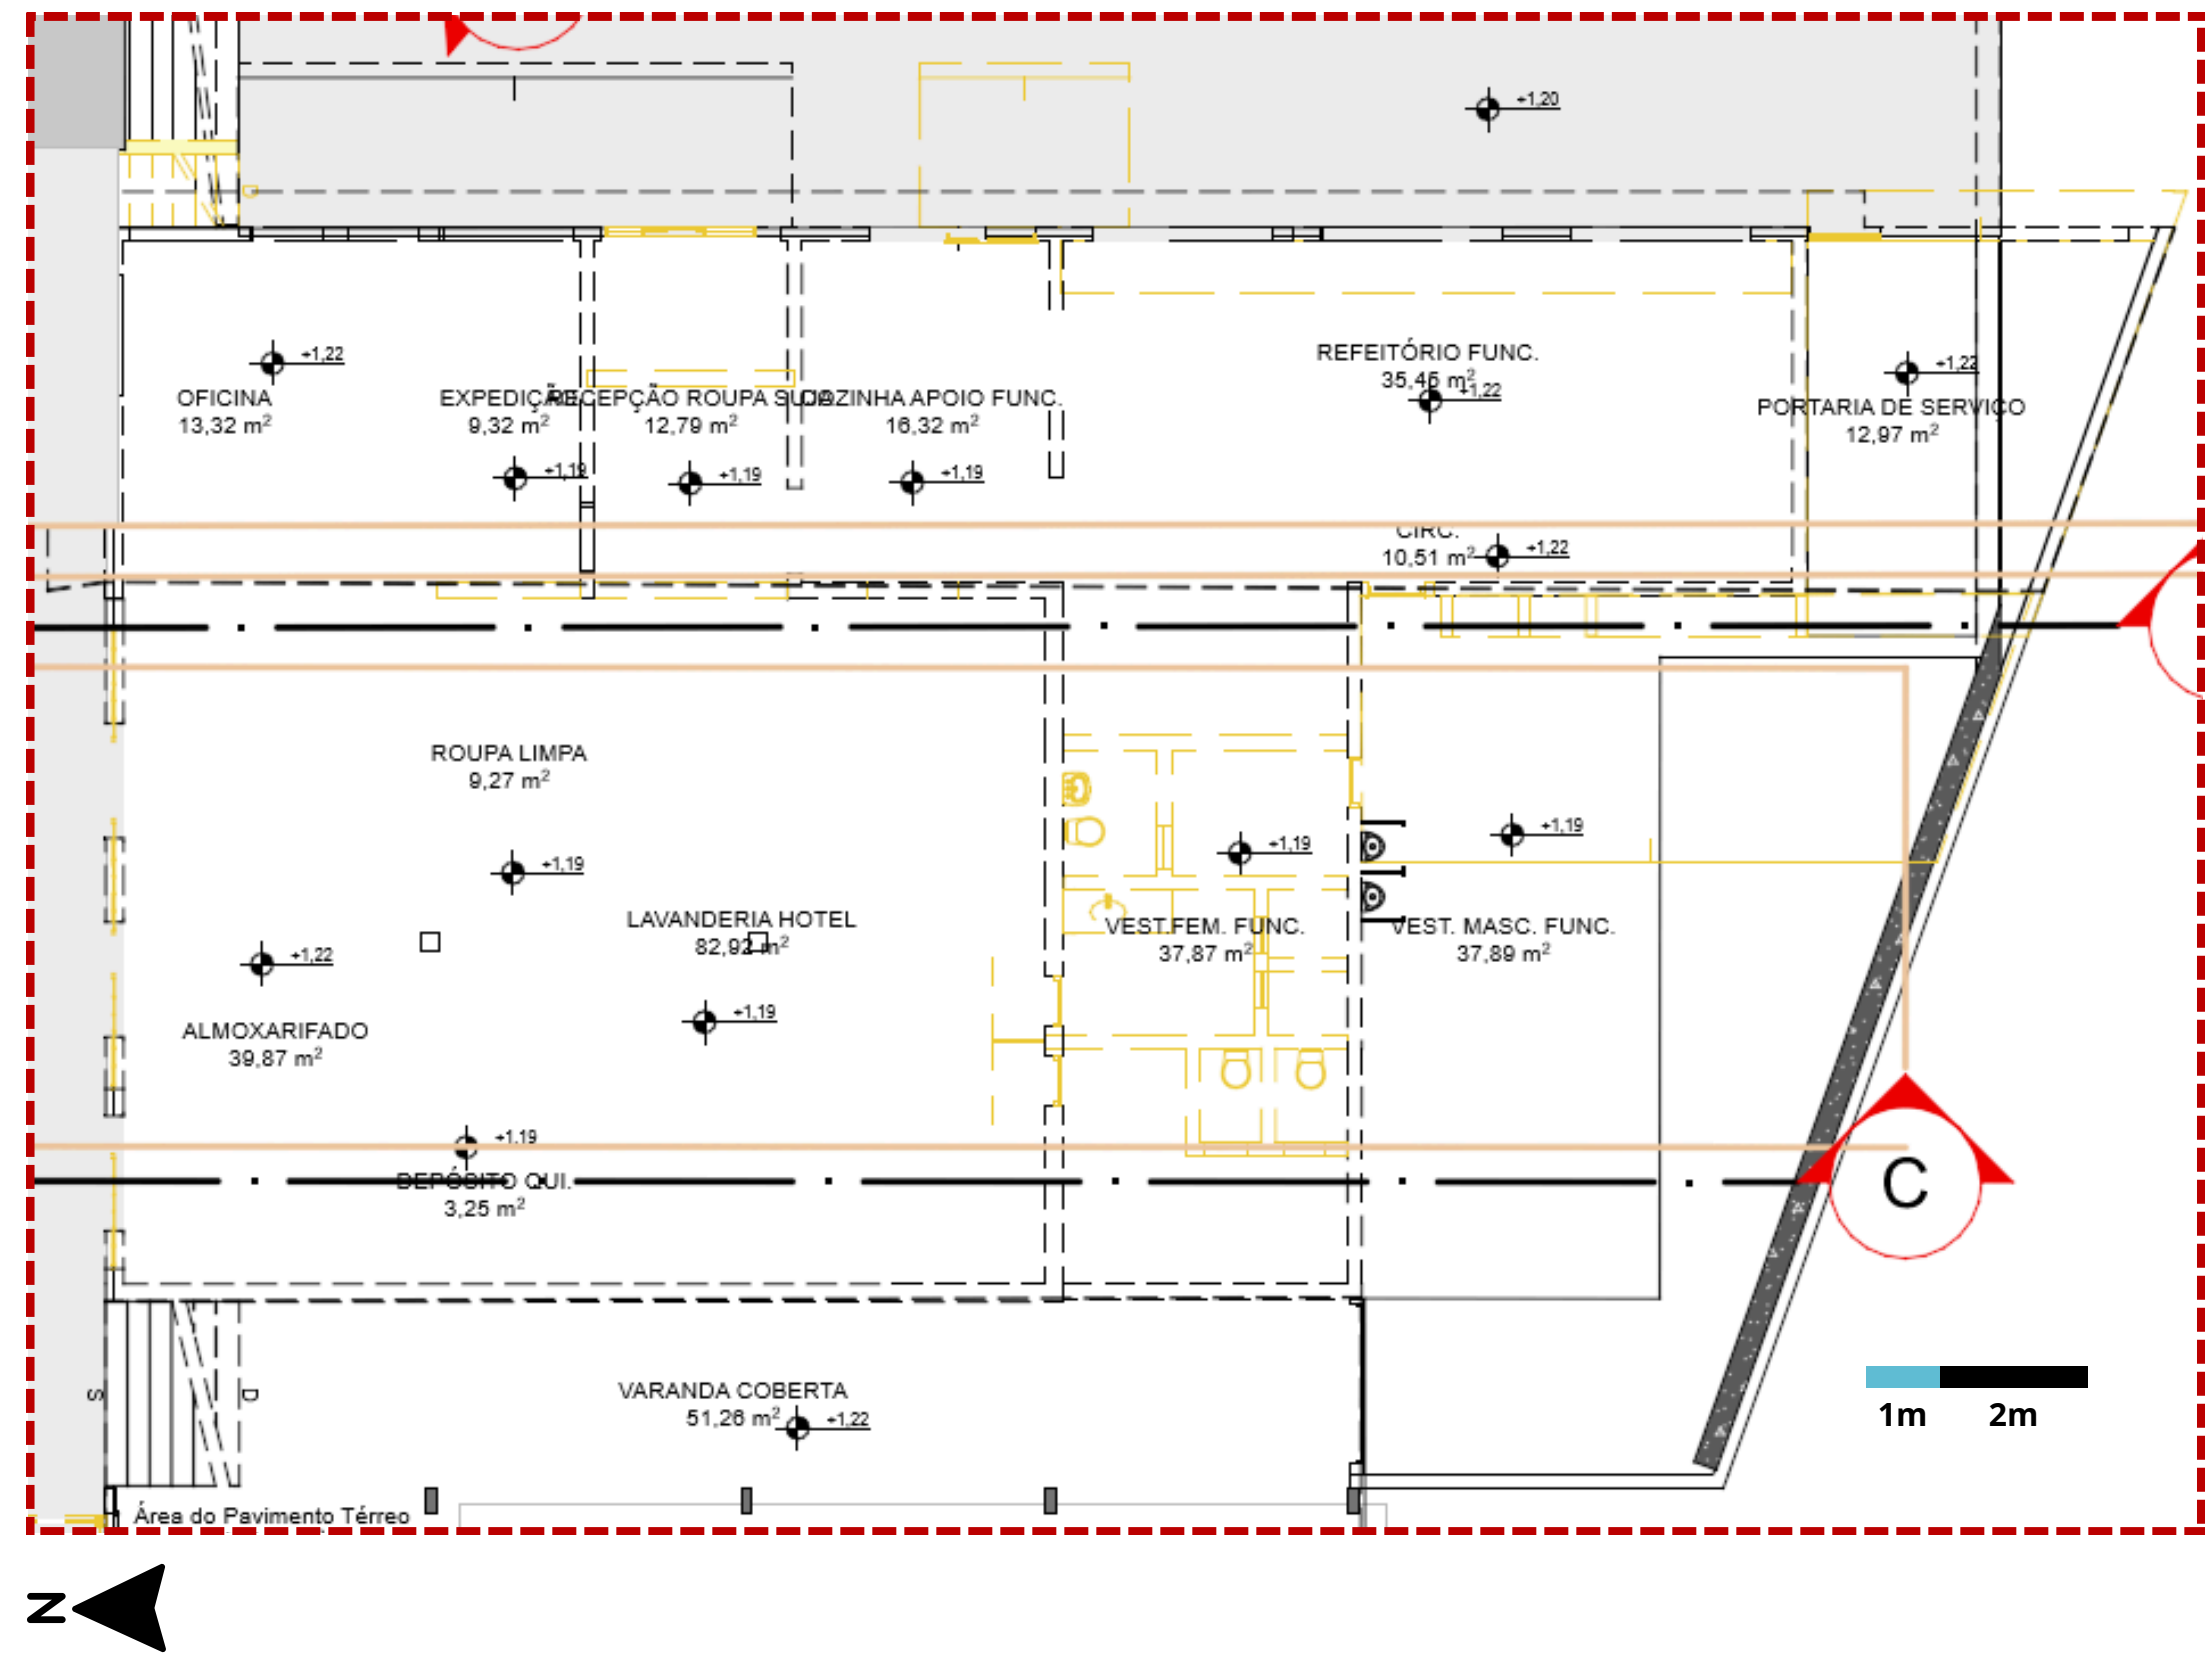 +1,20
+1,22
OFICINA
13,32 m²
EXPEDIÇÃO
9,32 m²
+1,19
RECEPÇÃO ROUPA SUJA
12,79 m²
+1,19
COZINHA APOIO FUNC.
16,32 m²
+1,19
REFEITÓRIO FUNC.
35,45 m²
+1,22
+1,22
PORTARIA DE SERVIÇO
12,97 m²
CIRC.
10,51 m²
+1,22
ROUPA LIMPA
9,27 m²
+1,19
LAVANDERIA HOTEL
82,92 m²
+1,19
+1,22
ALMOXARIFADO
39,87 m²
+1,19
VEST.FEM. FUNC.
37,87 m²
+1,19
VEST. MASC. FUNC.
37,89 m²
+1,19
DEPÓSITO QUI.
3,25 m²
C
S
D
VARANDA COBERTA
51,26 m²
+1,22
1m 2m
Área do Pavimento Térreo
N